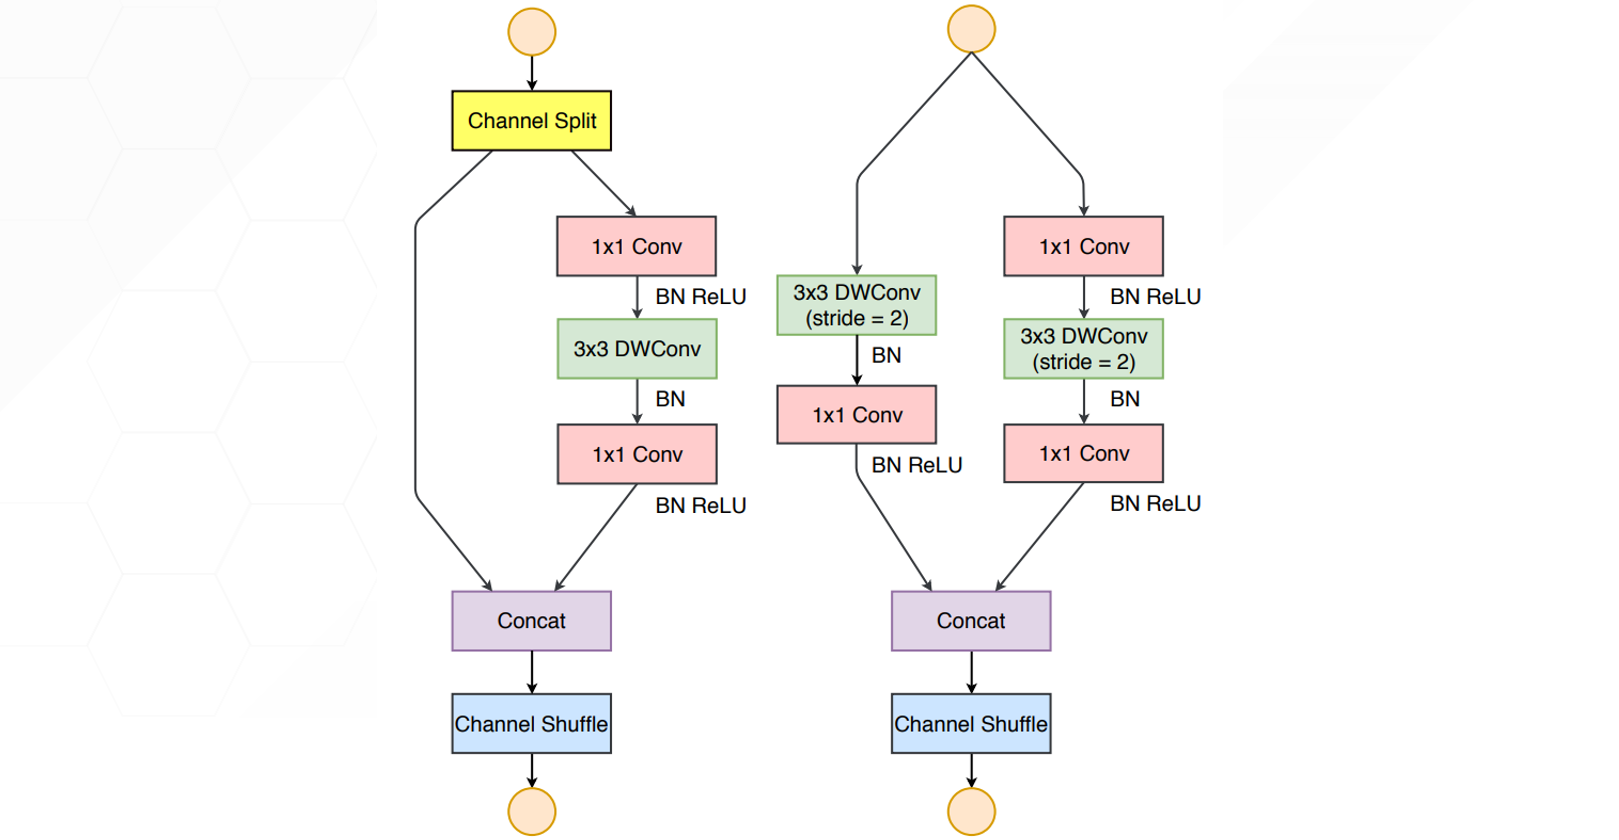 Channel Split
1x1 Conv
BN ReLU
3x3 DWConv
BN
1x1 Conv
BN ReLU
Concat
Channel Shuffle
3x3 DWConv
(stride = 2)
BN
1x1 Conv
BN ReLU
1x1 Conv
BN ReLU
3x3 DWConv
(stride = 2)
BN
1x1 Conv
BN ReLU
Concat
Channel Shuffle